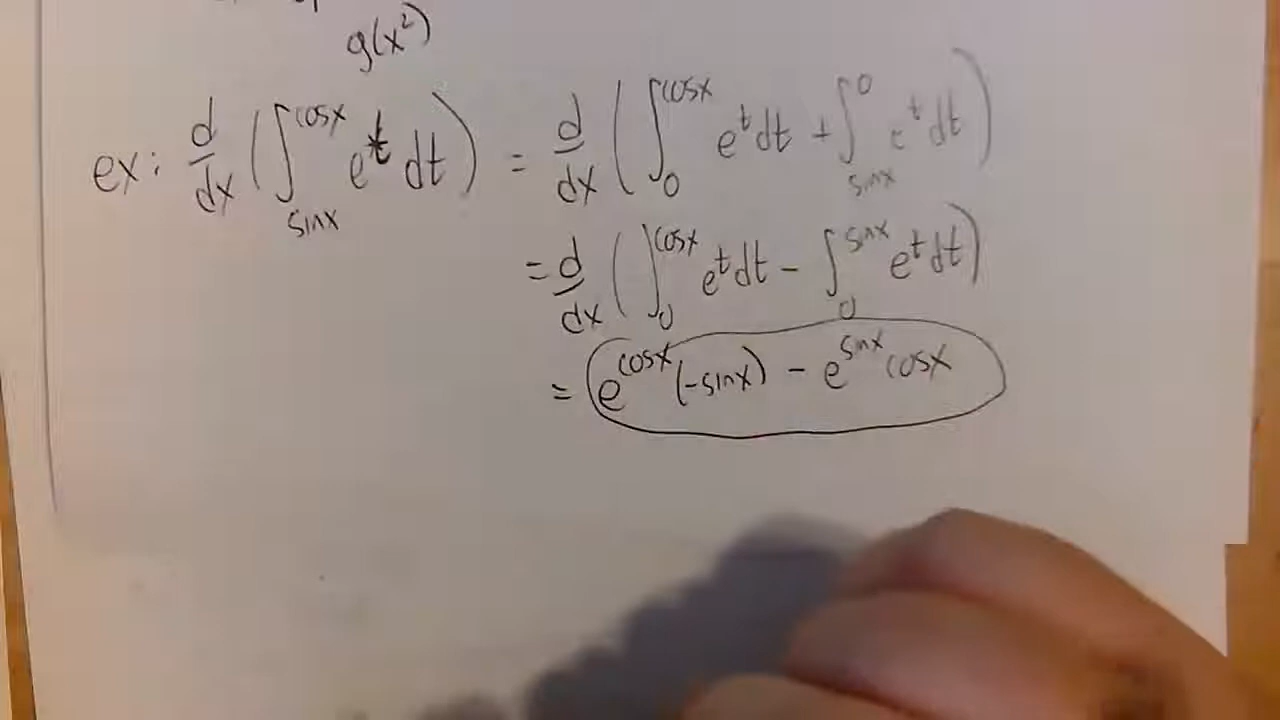 g(x²)
ex: d/dx (∫_{sinx}^{cosx} e^t dt) = d/dx (∫_0^{cosx} e^t dt + ∫_{sinx}^0 e^t dt)
= d/dx (∫_0^{cosx} e^t dt - ∫_0^{sinx} e^t dt)
= e^{cosx} (-sinx) - e^{sinx} cosx